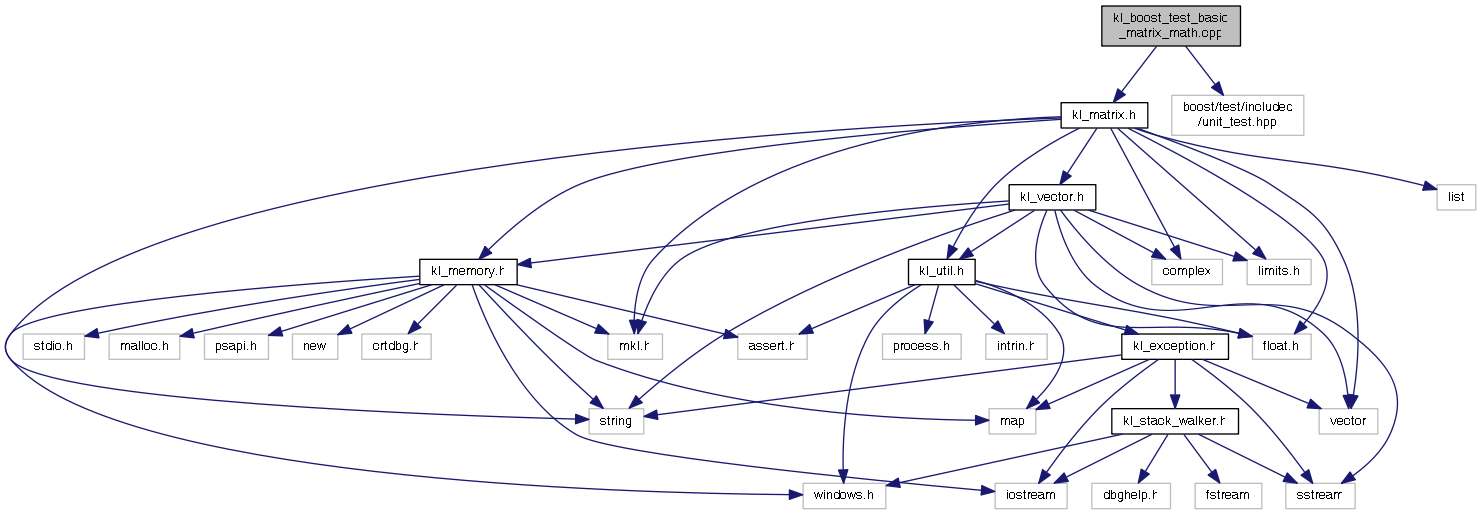 kl_boost_test_basic
_matrix_math.cpp
kl_matrix.h
boost/test/includec
/unit_test.hpp
kl_vector.h
list
kl_memory.h
kl_util.h
complex
limits.h
stdio.h
malloc.h
psapi.h
new
crtdbg.h
mkl.h
assert.h
process.h
intrin.h
kl_exception.h
float.h
string
map
kl_stack_walker.h
vector
windows.h
iostream
dbghelp.h
fstream
sstream